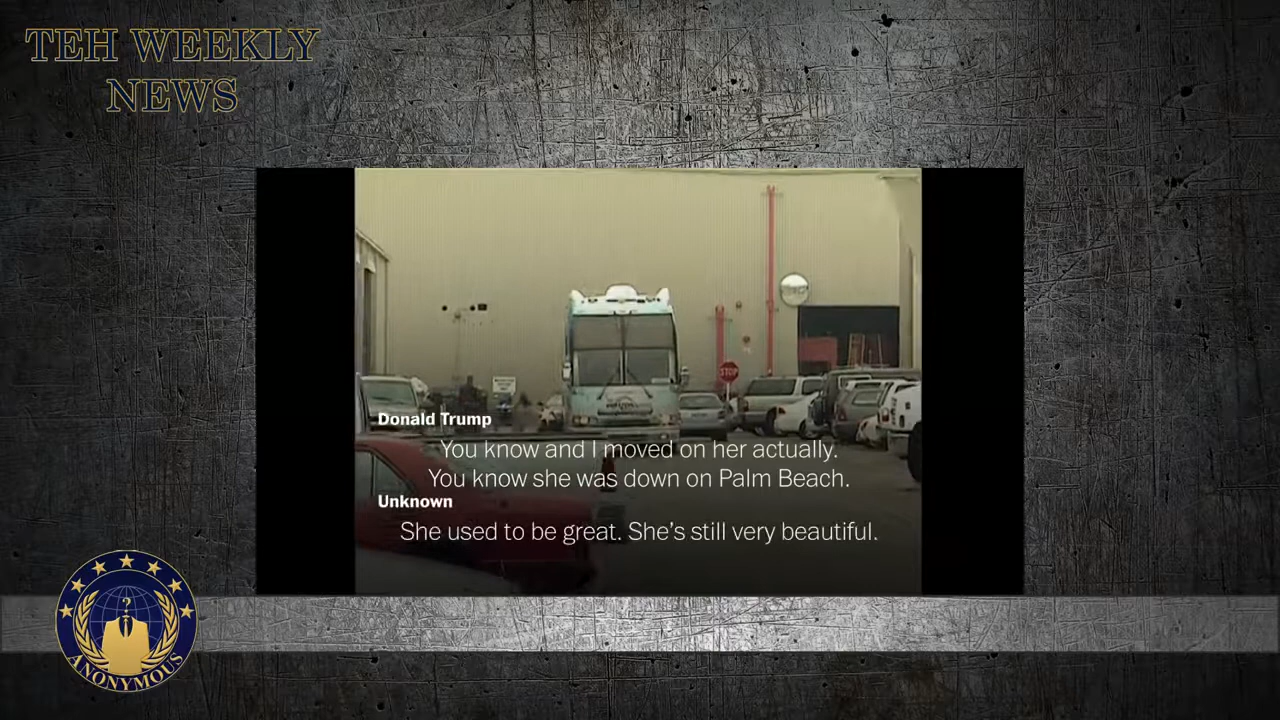 TEH WEEKLY
NEWS
STOP
Donald Trump
You know and I moved on her actually.
You know she was down on Palm Beach.
Unknown
She used to be great. She's still very beautiful.
?
ANONYMOUS